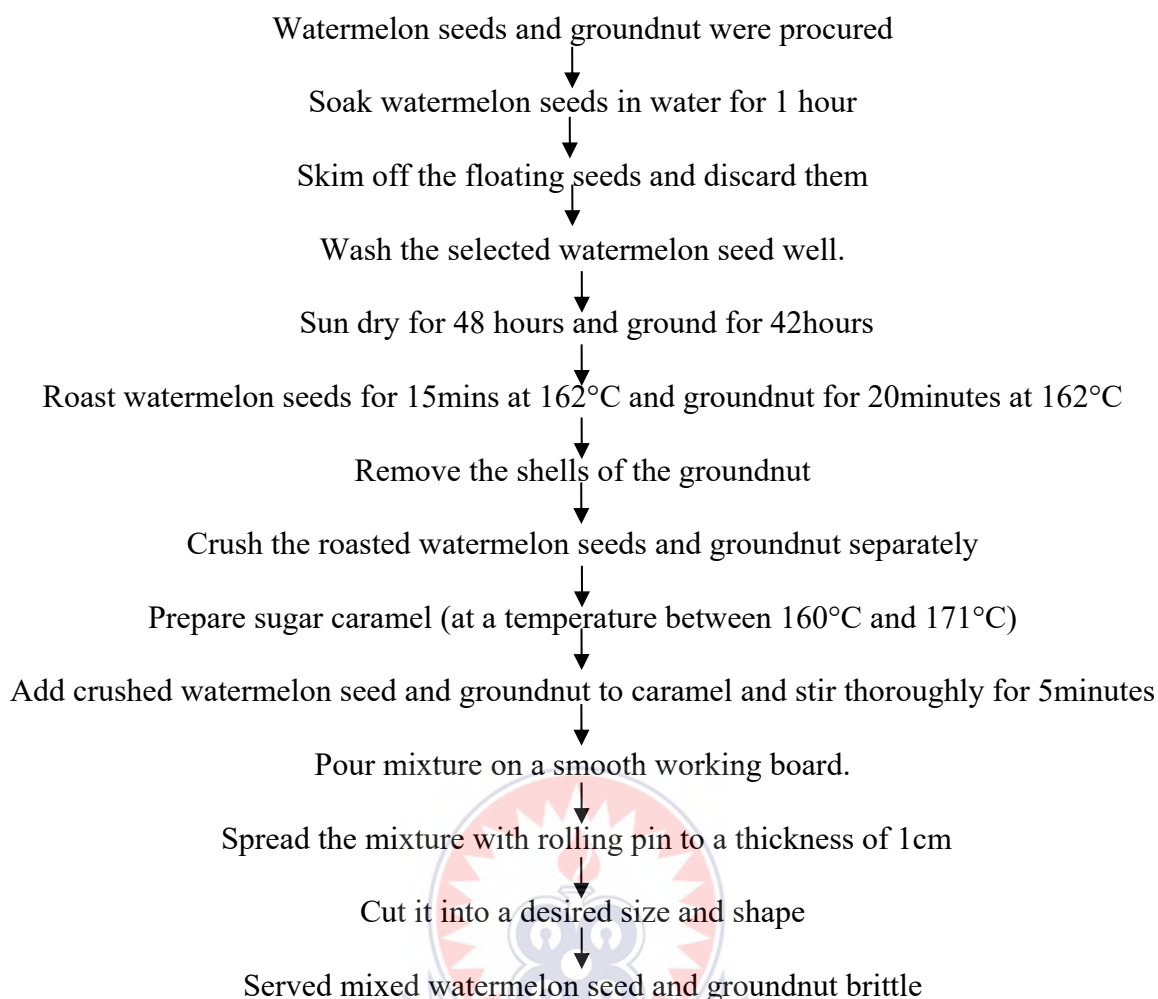 Watermelon seeds and groundnut were procured
Soak watermelon seeds in water for 1 hour
Skim off the floating seeds and discard them
Wash the selected watermelon seed well.
Sun dry for 48 hours and ground for 42hours
Roast watermelon seeds for 15mins at 162°C and groundnut for 20minutes at 162°C
Remove the shells of the groundnut
Crush the roasted watermelon seeds and groundnut separately
Prepare sugar caramel (at a temperature between 160°C and 171°C)
Add crushed watermelon seed and groundnut to caramel and stir thoroughly for 5minutes
Pour mixture on a smooth working board.
Spread the mixture with rolling pin to a thickness of 1cm
Cut it into a desired size and shape
Served mixed watermelon seed and groundnut brittle